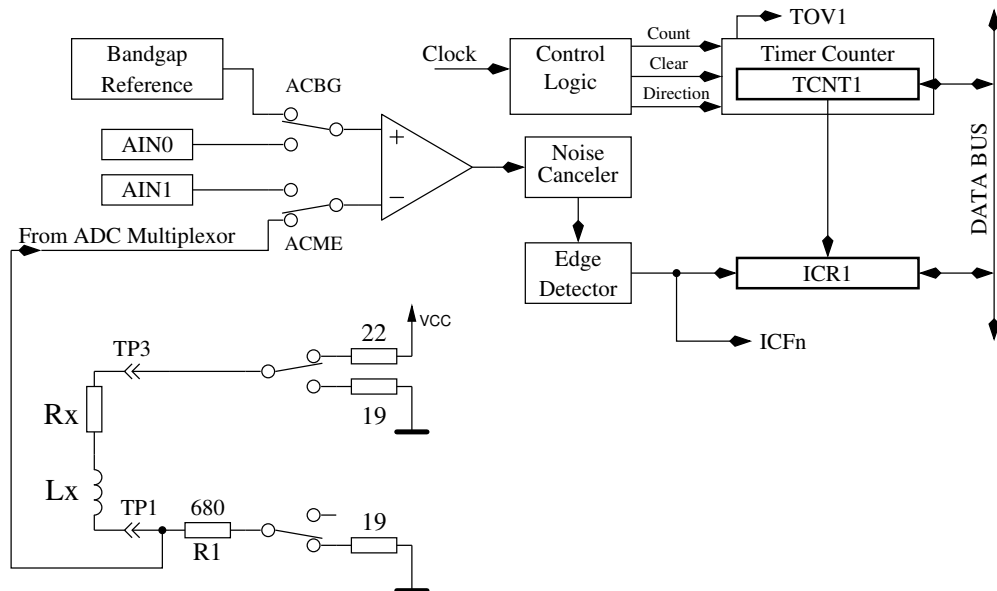 TOV1
Bandgap
Reference
ACBG
Clock
Control
Logic
Count
Clear
Direction
Timer Counter
TCNT1
AIN0
AIN1
+
−
Noise
Canceler
DATA BUS
From ADC Multiplexor
ACME
Edge
Detector
ICR1
ICFn
VCC
22
TP3
19
Rx
Lx
TP1
680
R1
19